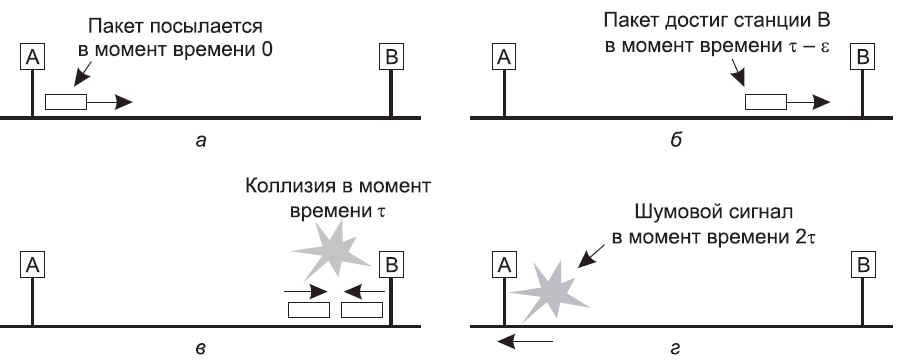 Пакет посылается
в момент времени 0
A
B
а
Пакет достиг станции B
в момент времени τ – ε
A
B
б
Коллизия в момент
времени τ
A
B
в
Шумовой сигнал
в момент времени 2τ
A
B
г